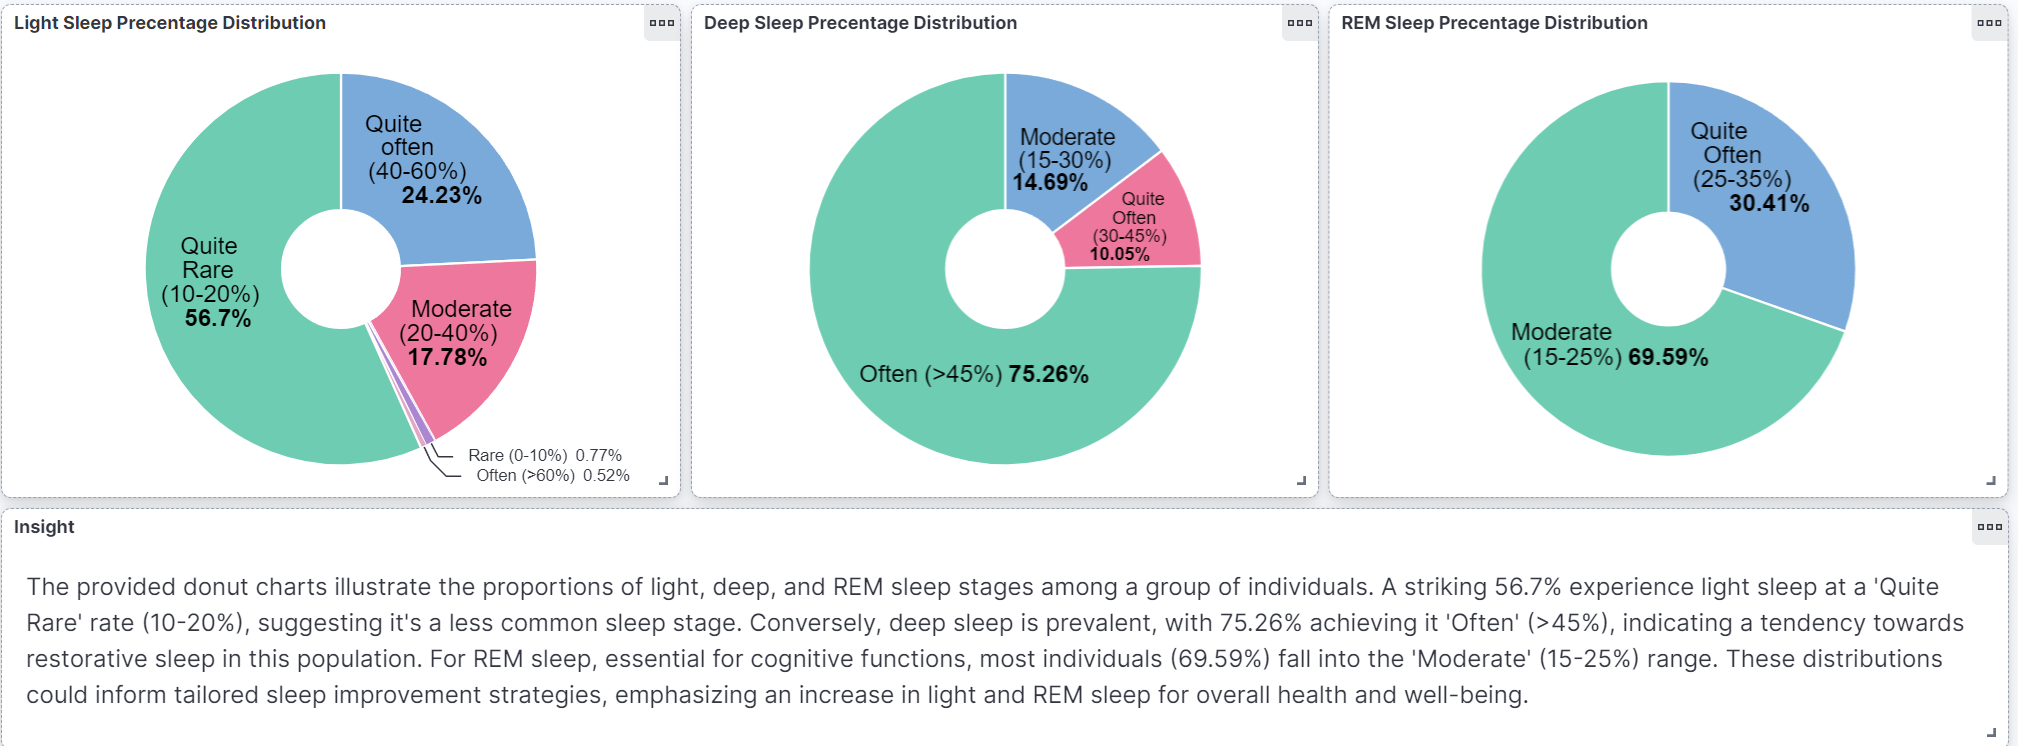 Light Sleep Precentage Distribution
Quite
often
(40-60%)
24.23%
Quite
Rare
(10-20%)
56.7%
Moderate
(20-40%)
17.78%
Rare (0-10%) 0.77%
Often (>60%) 0.52%
Deep Sleep Precentage Distribution
Moderate
(15-30%)
14.69%
Quite
Often
(30-45%)
10.05%
Often (>45%) 75.26%
REM Sleep Precentage Distribution
Quite
Often
(25-35%)
30.41%
Moderate
(15-25%) 69.59%
Insight
The provided donut charts illustrate the proportions of light, deep, and REM sleep stages among a group of individuals. A striking 56.7% experience light sleep at a 'Quite
Rare' rate (10-20%), suggesting it's a less common sleep stage. Conversely, deep sleep is prevalent, with 75.26% achieving it 'Often' (>45%), indicating a tendency towards
restorative sleep in this population. For REM sleep, essential for cognitive functions, most individuals (69.59%) fall into the 'Moderate' (15-25%) range. These distributions
could inform tailored sleep improvement strategies, emphasizing an increase in light and REM sleep for overall health and well-being.